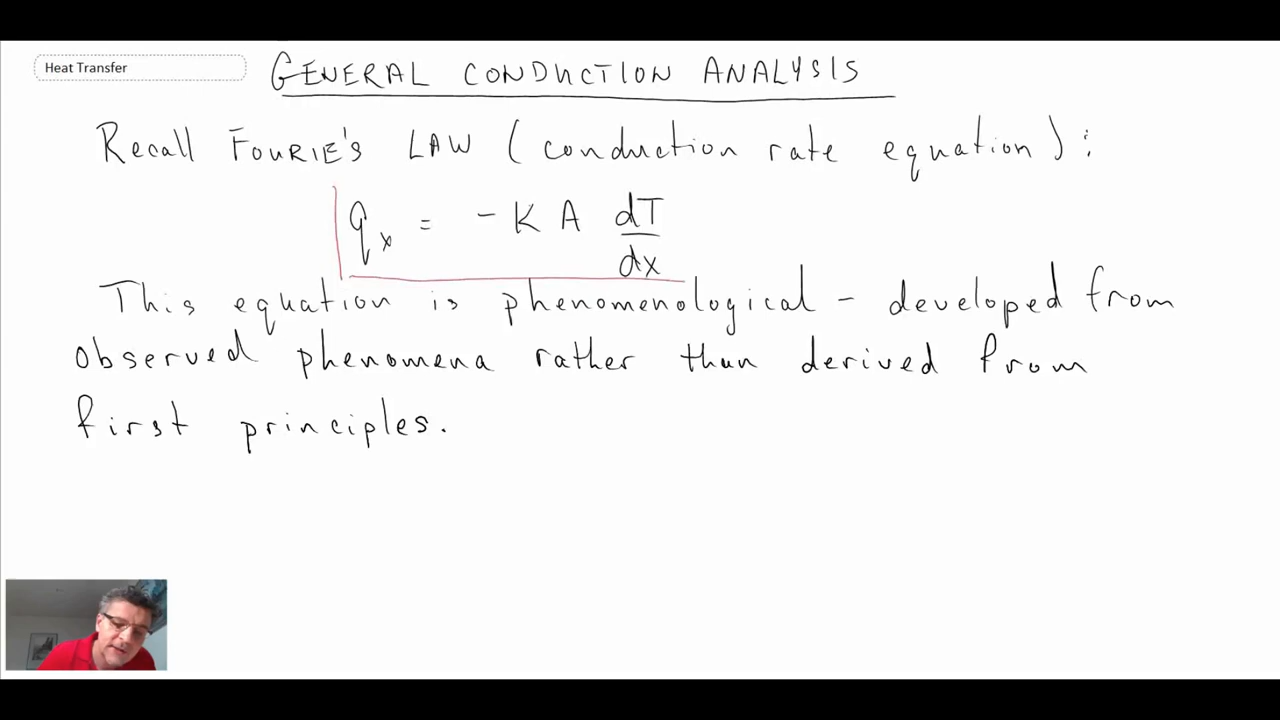 Heat Transfer
GENERAL CONDUCTION ANALYSIS
Recall FOURIE'S LAW (conduction rate equation):
qx = -KA dT/dx
This equation is phenomenological - developed from
observed phenomena rather than derived from
first principles.